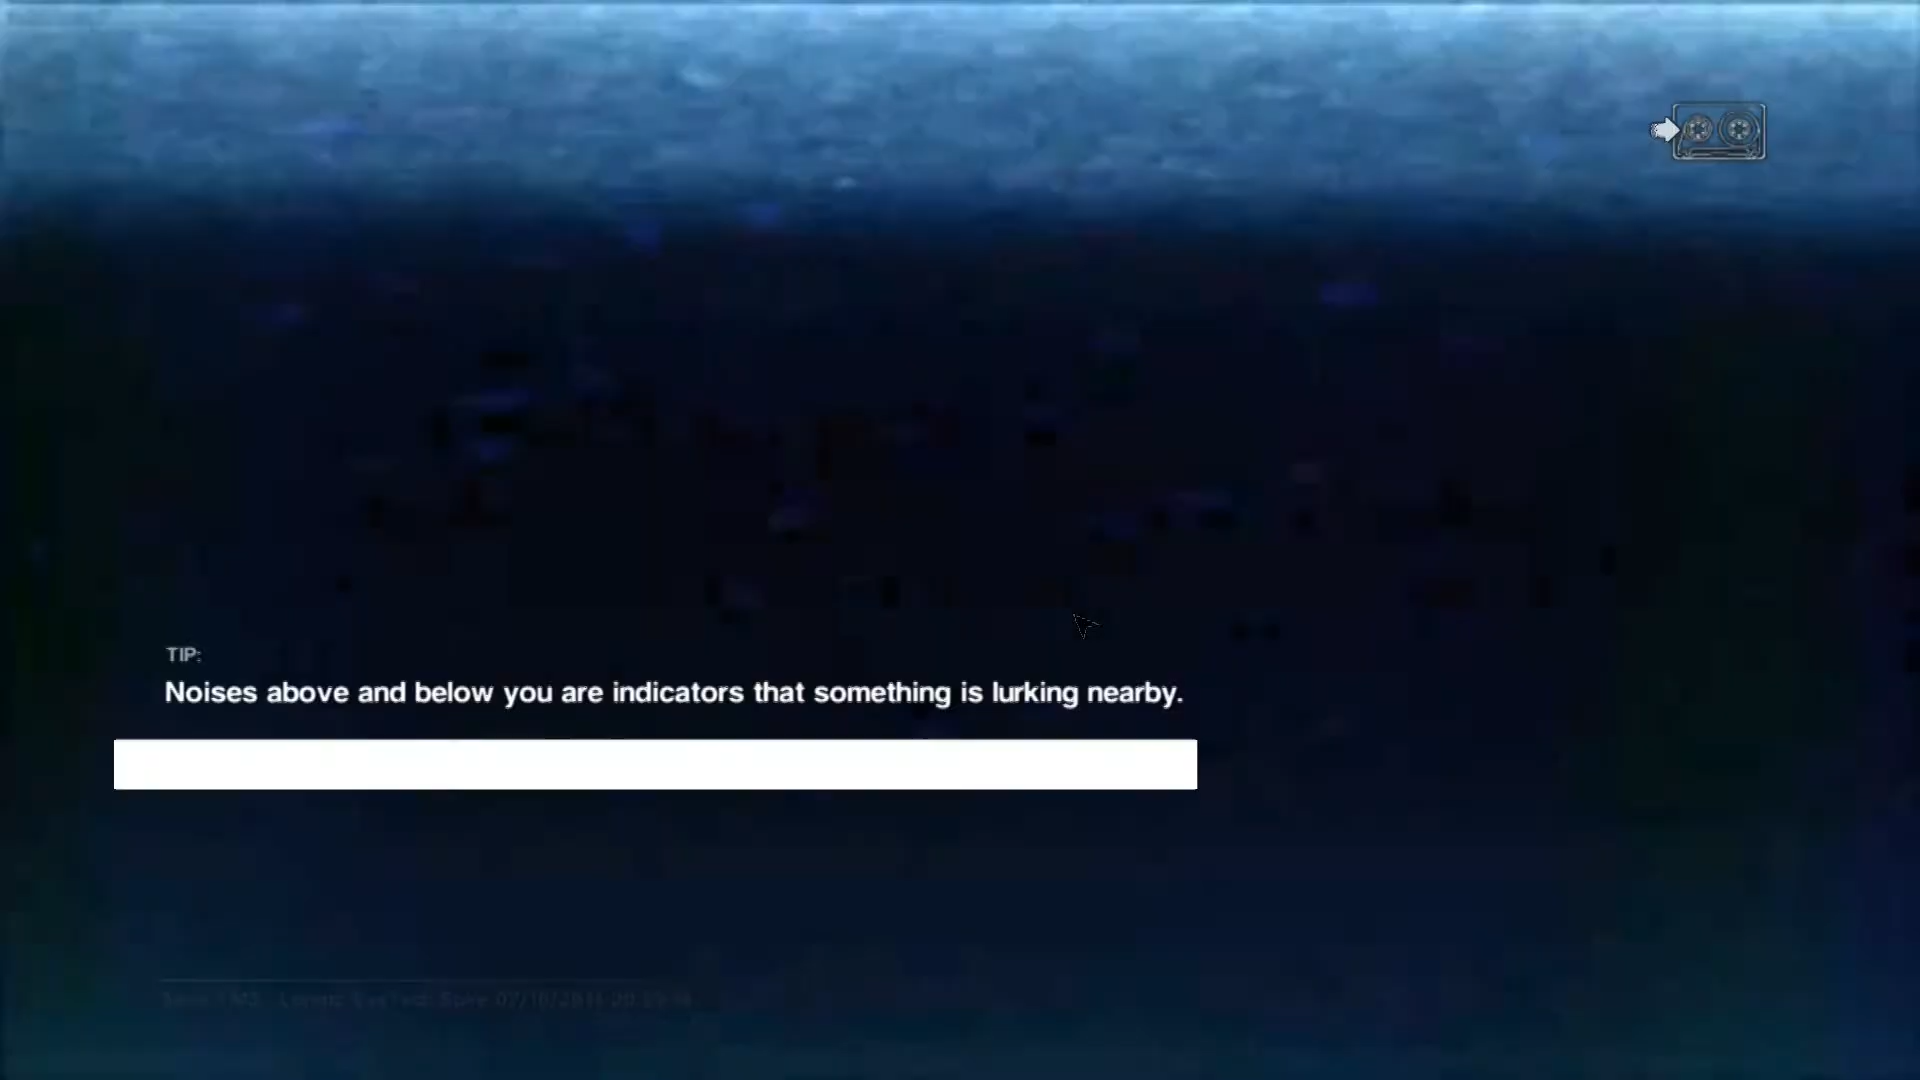 TIP:
Noises above and below you are indicators that something is lurking nearby.